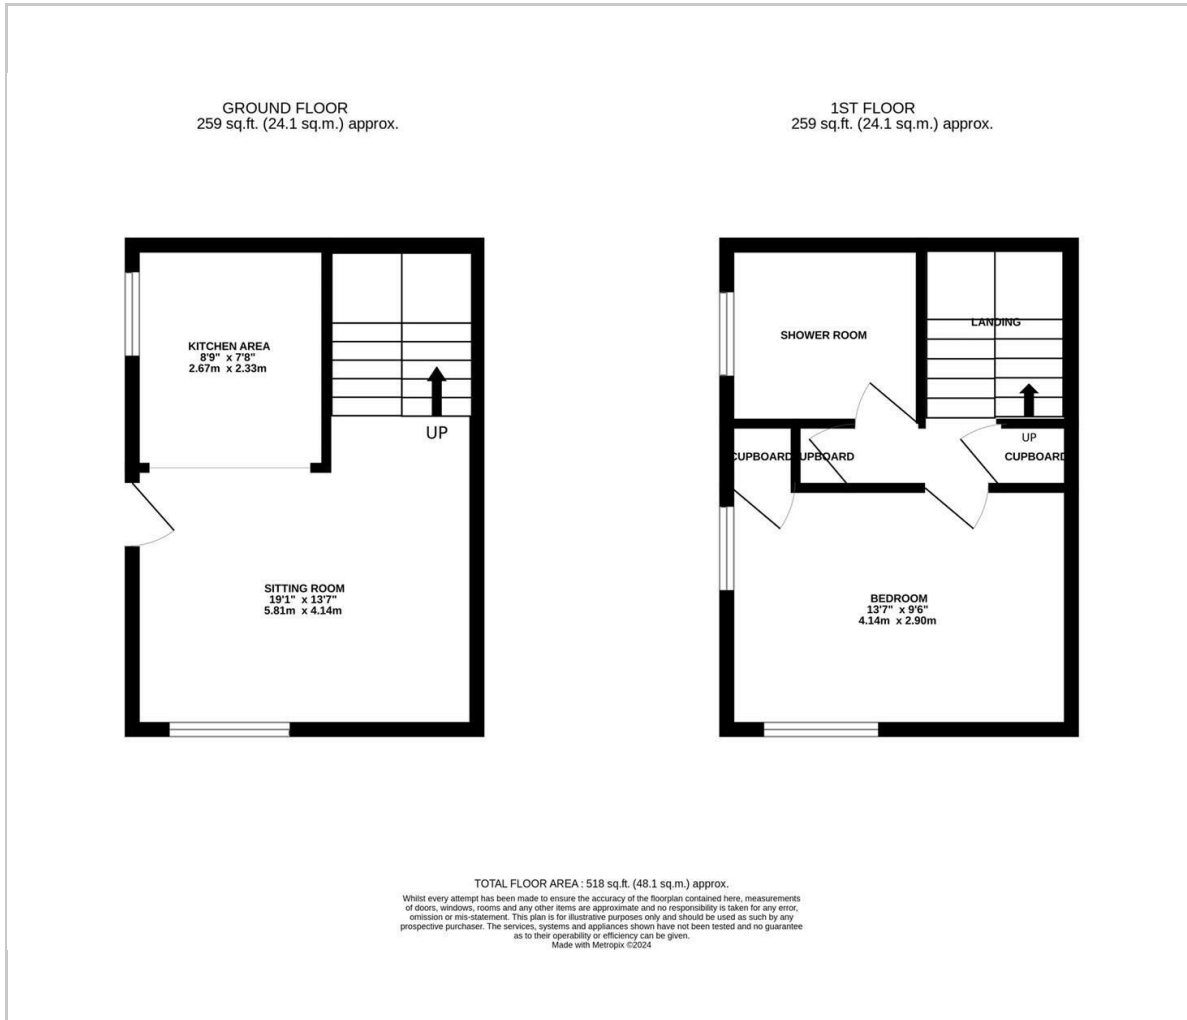 GROUND FLOOR
259 sq.ft. (24.1 sq.m.) approx.
KITCHEN AREA
8'9" x 7'8"
2.67m x 2.33m
UP
SITTING ROOM
19'1" x 13'7"
5.81m x 4.14m
1ST FLOOR
259 sq.ft. (24.1 sq.m.) approx.
SHOWER ROOM
LANDING
UP
CUPBOARD
UPBOARD
CUPBOARD
BEDROOM
13'7" x 9'6"
4.14m x 2.90m
TOTAL FLOOR AREA : 518 sq.ft. (48.1 sq.m.) approx.
Whilst every attempt has been made to ensure the accuracy of the floorplan contained here, measurements
of doors, windows, rooms and any other items are approximate and no responsibility is taken for any error,
omission or mis-statement. This plan is for illustrative purposes only and should be used as such by any
prospective purchaser. The services, systems and appliances shown have not been tested and no guarantee
as to their operability or efficiency can be given.
Made with Metropix ©2024